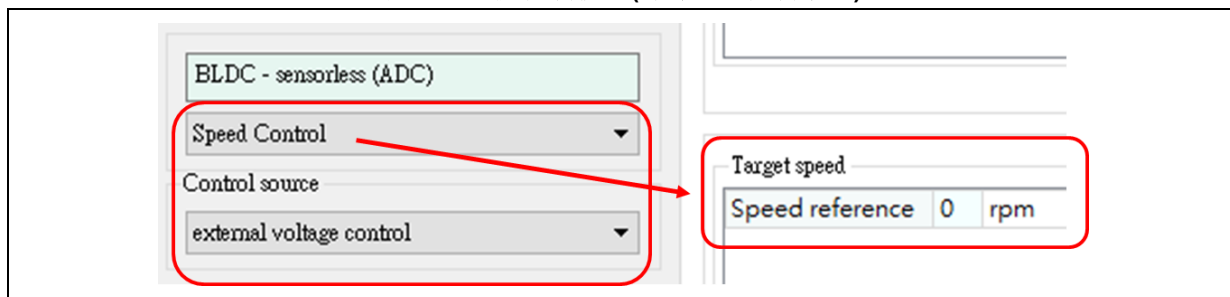 BLDC - sensorless (ADC)
Speed Control
Control source
external voltage control
Target speed
Speed reference 0 rpm